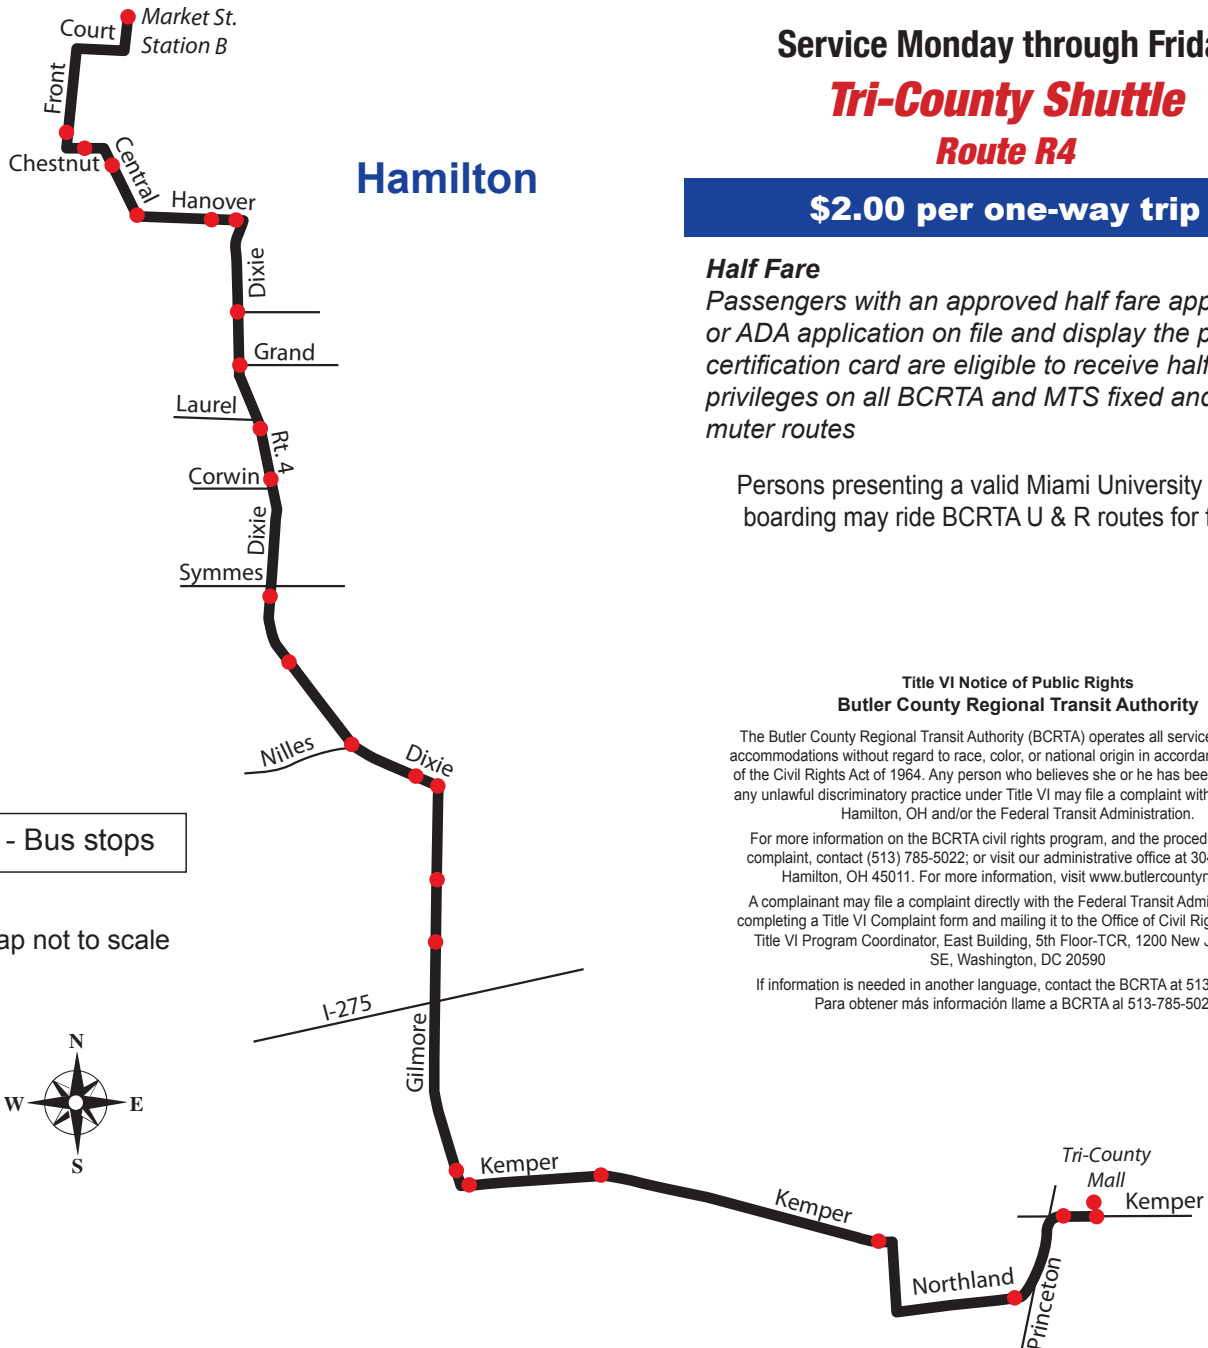 Market St.
Station B
Court
Front
Chestnut
Central
Hanover
Hamilton
Dixie
Grand
Laurel
Rt. 4
Corwin
Dixie
Symmes
Nilles
Dixie
- Bus stops
ap not to scale
I-275
Gilmore
N
W
E
S
Kemper
Kemper
Northland
Princeton
Tri-County
Mall
Kemper
Service Monday through Frida
Tri-County Shuttle
Route R4
$2.00 per one-way trip
Half Fare
Passengers with an approved half fare app
or ADA application on file and display the p
certification card are eligible to receive half
privileges on all BCRTA and MTS fixed and
muter routes
Persons presenting a valid Miami University
boarding may ride BCRTA U & R routes for f
Title VI Notice of Public Rights
Butler County Regional Transit Authority
The Butler County Regional Transit Authority (BCRTA) operates all service
accommodations without regard to race, color, or national origin in accordan
of the Civil Rights Act of 1964. Any person who believes she or he has been
any unlawful discriminatory practice under Title VI may file a complaint with
Hamilton, OH and/or the Federal Transit Administration.
For more information on the BCRTA civil rights program, and the proced
complaint, contact (513) 785-5022; or visit our administrative office at 304
Hamilton, OH 45011. For more information, visit www.butlercountyr
A complainant may file a complaint directly with the Federal Transit Admi
completing a Title VI Complaint form and mailing it to the Office of Civil Rig
Title VI Program Coordinator, East Building, 5th Floor-TCR, 1200 New J
SE, Washington, DC 20590
If information is needed in another language, contact the BCRTA at 513
Para obtener más información llame a BCRTA al 513-785-502